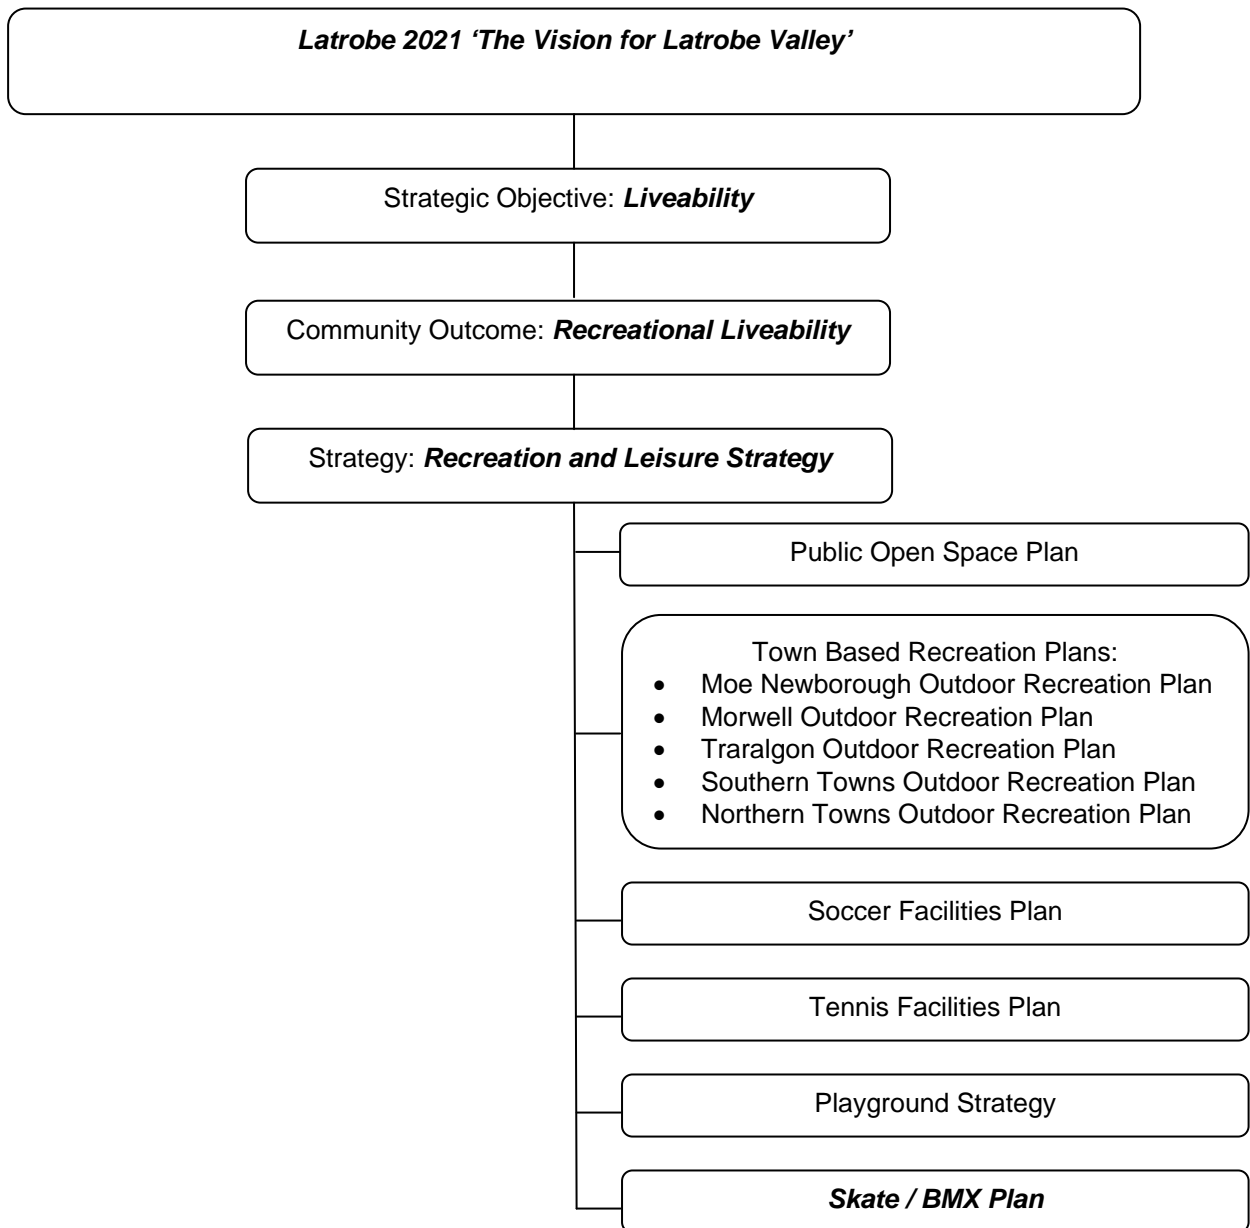 Latrobe 2021 ‘The Vision for Latrobe Valley’
Strategic Objective: Liveability
Community Outcome: Recreational Liveability
Strategy: Recreation and Leisure Strategy
Public Open Space Plan
Town Based Recreation Plans:
• Moe Newborough Outdoor Recreation Plan
• Morwell Outdoor Recreation Plan
• Traralgon Outdoor Recreation Plan
• Southern Towns Outdoor Recreation Plan
• Northern Towns Outdoor Recreation Plan
Soccer Facilities Plan
Tennis Facilities Plan
Playground Strategy
Skate / BMX Plan